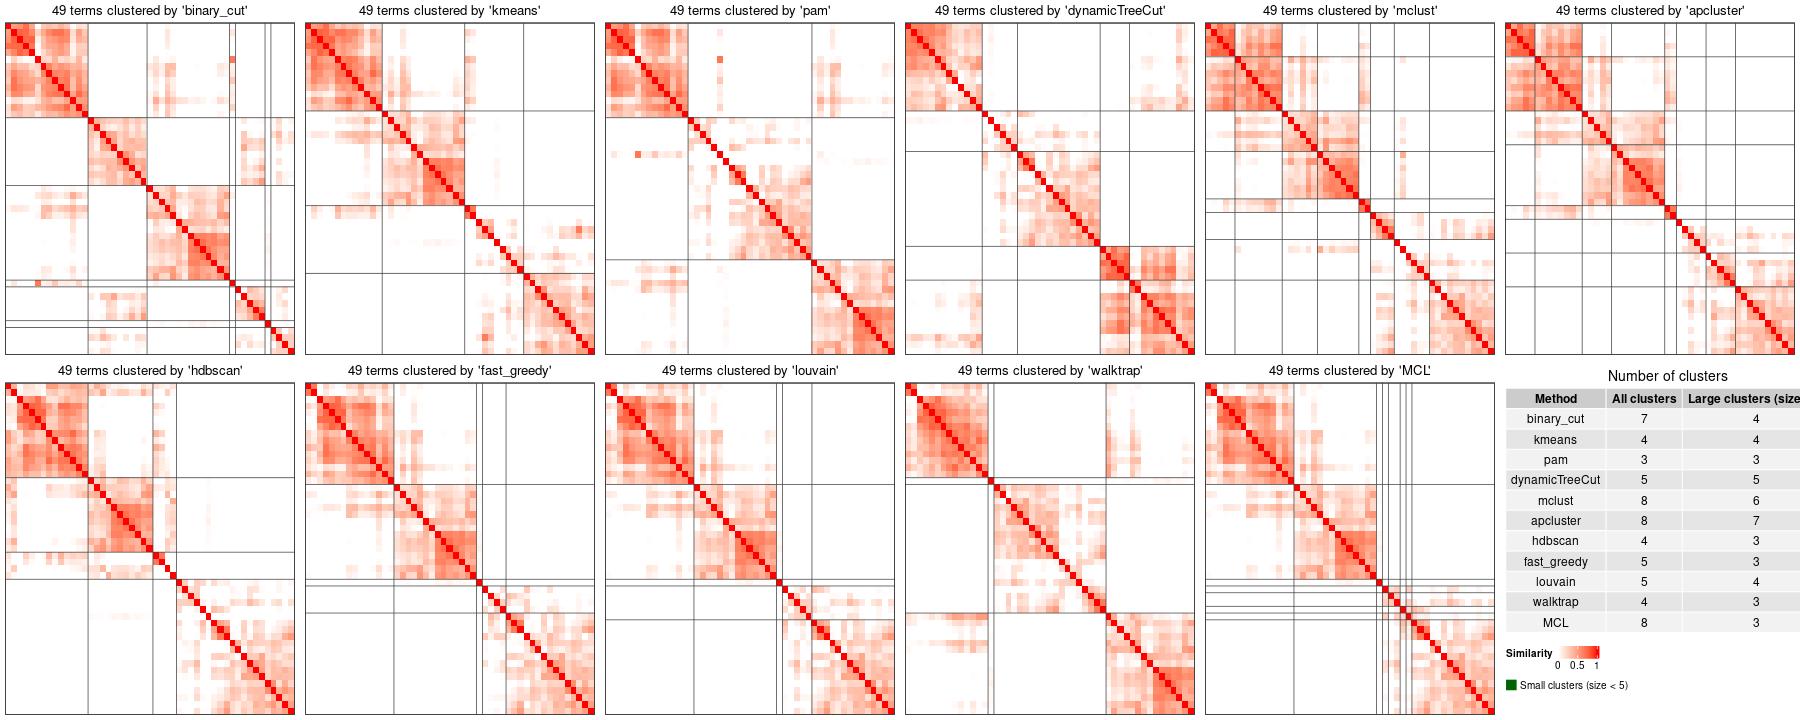 49 terms clustered by 'binary_cut'
49 terms clustered by 'kmeans'
49 terms clustered by 'pam'
49 terms clustered by 'dynamicTreeCut'
49 terms clustered by 'mclust'
49 terms clustered by 'apcluster'
49 terms clustered by 'hdbscan'
49 terms clustered by 'fast_greedy'
49 terms clustered by 'louvain'
49 terms clustered by 'walktrap'
49 terms clustered by 'MCL'
Number of clusters
Method All clusters Large clusters (size
binary_cut 7 4
kmeans 4 4
pam 3 3
dynamicTreeCut 5 5
mclust 8 6
apcluster 8 7
hdbscan 4 3
fast_greedy 5 3
louvain 5 4
walktrap 4 3
MCL 8 3
Similarity
0 0.5 1
Small clusters (size < 5)